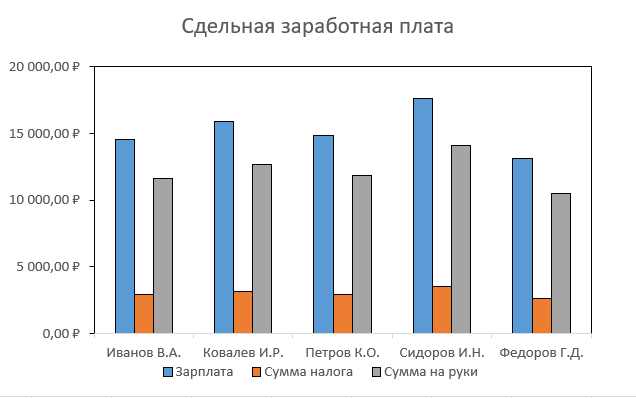 Сдельная заработная плата
20 000,00 ₽
15 000,00 ₽
10 000,00 ₽
5 000,00 ₽
0,00 ₽
Иванов В.А. Ковалев И.Р. Петров К.О. Сидоров И.Н. Федоров Г.Д.
Зарплата Сумма налога Сумма на руки